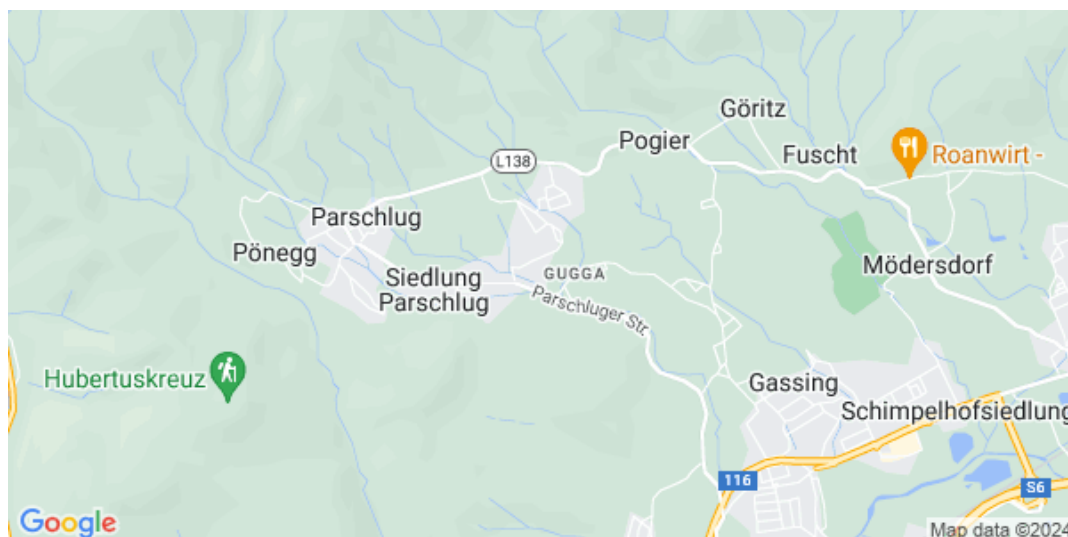 Göritz
L138
Pogier
Fuscht
Roanwirt -
Parschlug
Pönegg
Mödersdorf
Siedlung
Parschlug
GUGGA
Parschluger Str.
Hubertuskreuz
Gassing
Schimpelhofsiedlung
116
S6
Google
Map data ©2024